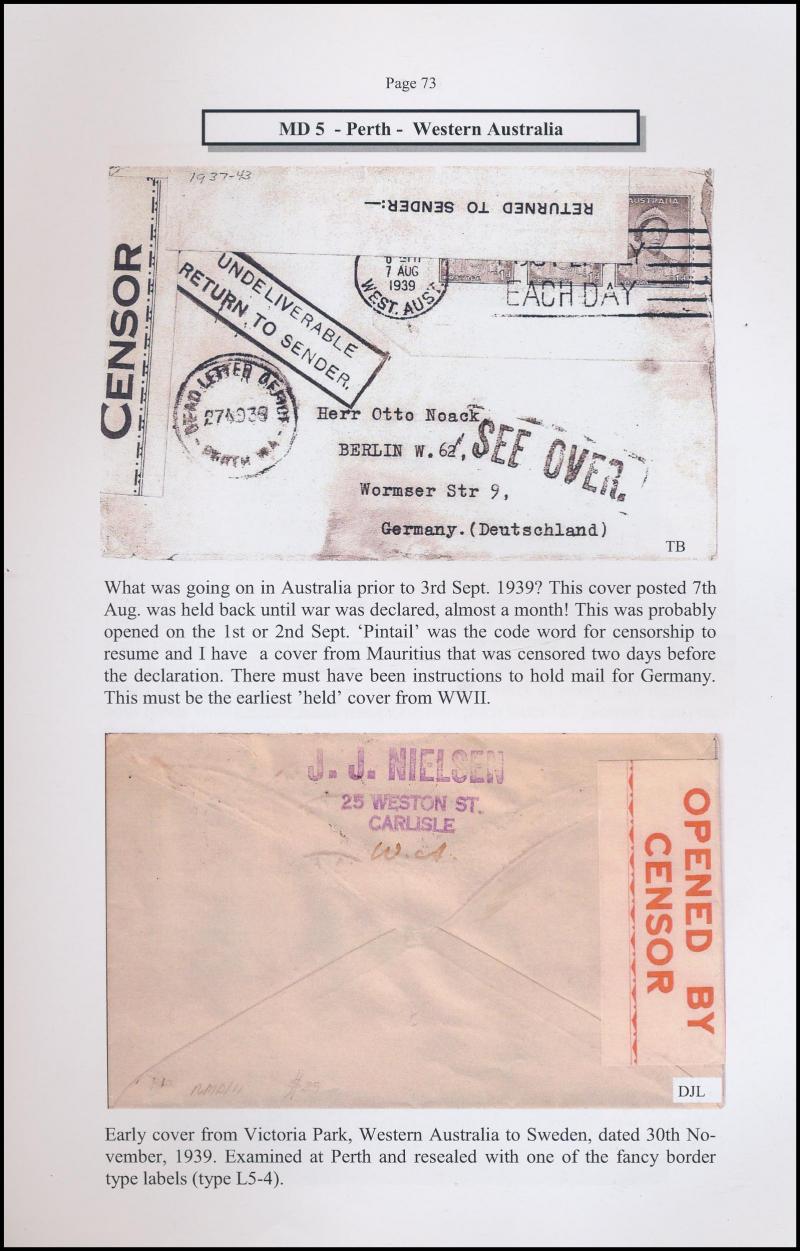 Page 73
MD 5 - Perth - Western Australia
1937-43
RETURNED TO SENDER:—
AUSTRALIA
CENSOR
7 AUG
1939
WEST. AUST.
EACH DAY
UNDELIVERABLE
RETURN TO SENDER.
DEAD LETTER OFFICE
PERTH W.A.
Herr Otto Noack,
BERLIN W. 62,
Wormser Str 9,
Germany. (Deutschland)
SEE OVER.
TB
What was going on in Australia prior to 3rd Sept. 1939? This cover posted 7th
Aug. was held back until war was declared, almost a month! This was probably
opened on the 1st or 2nd Sept. ‘Pintail’ was the code word for censorship to
resume and I have a cover from Mauritius that was censored two days before
the declaration. There must have been instructions to hold mail for Germany.
This must be the earliest ’held’ cover from WWII.
J. J. NIELSEN
25 WESTON ST.
CARLISLE
W.A.
OPENED BY
CENSOR
DJL
Early cover from Victoria Park, Western Australia to Sweden, dated 30th No-
vember, 1939. Examined at Perth and resealed with one of the fancy border
type labels (type L5-4).